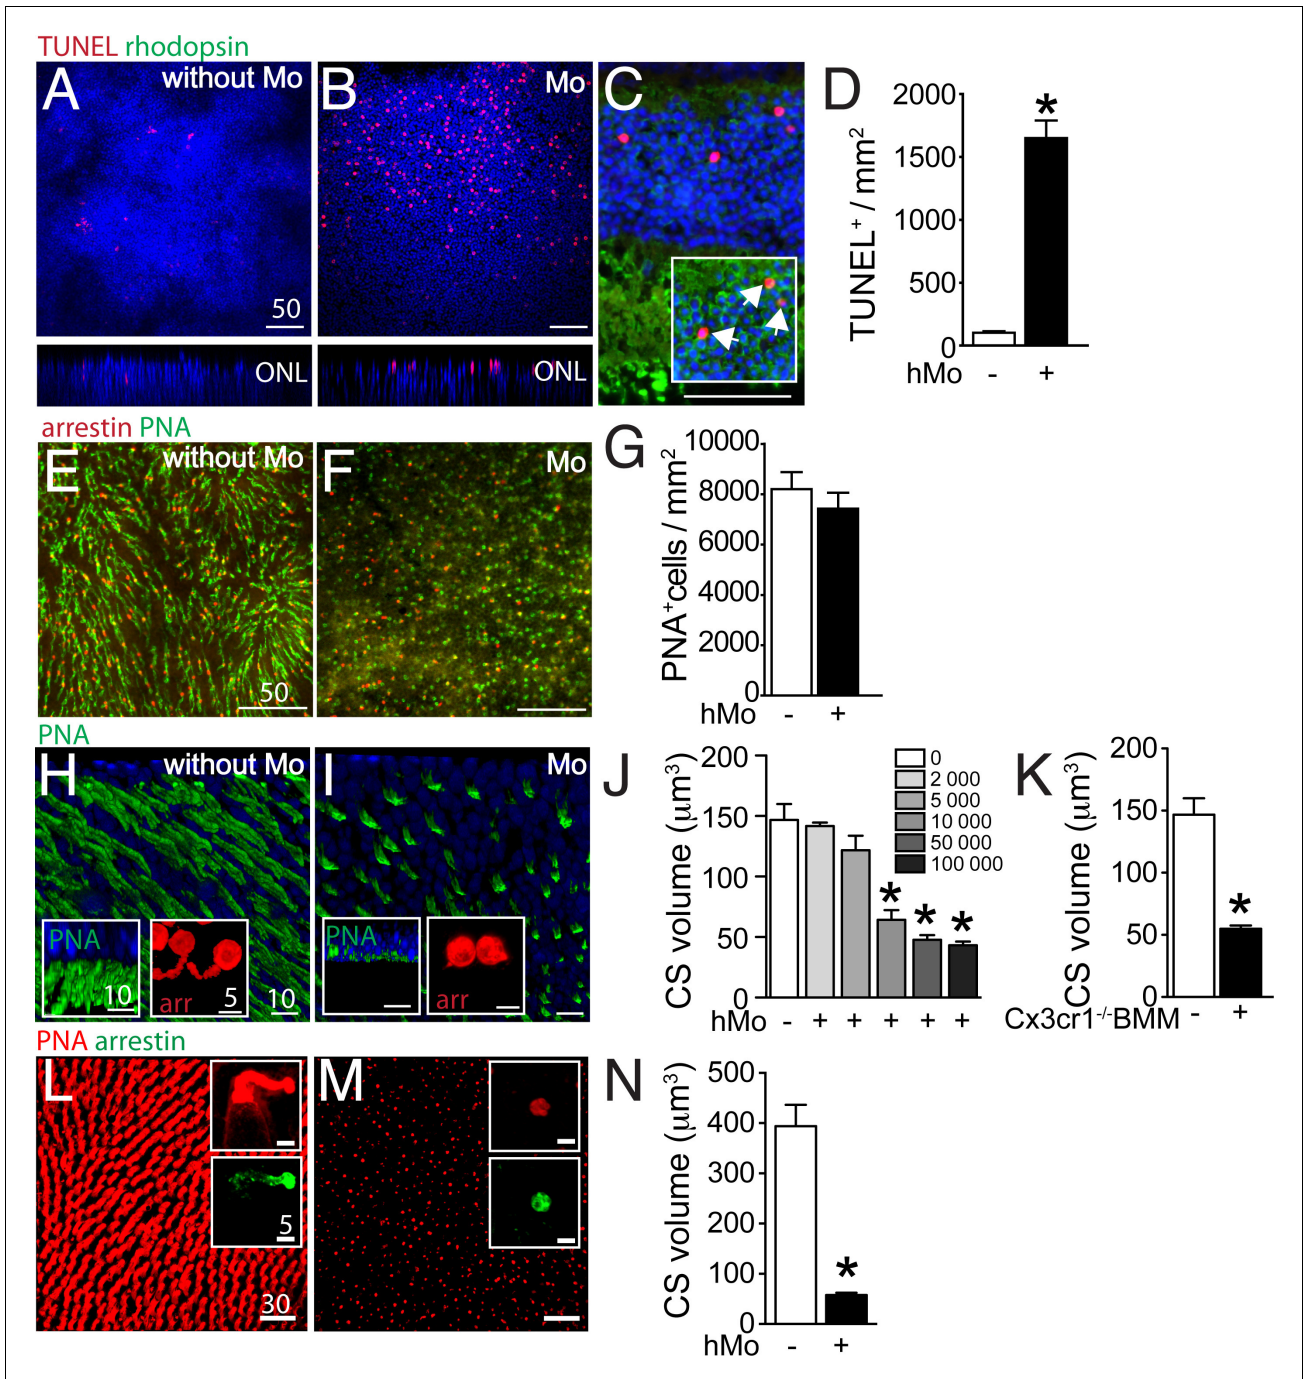 TUNEL rhodopsin
A without Mo
50
ONL
B Mo
ONL
C
D
TUNEL⁺ / mm²
2000
1500
1000
500
0
hMo - +
*
arrestin PNA
E without Mo
50
F Mo
G
PNA⁺cells / mm²
10000
8000
6000
4000
2000
0
hMo - +
PNA
H without Mo
PNA
10
arr
5
10
I Mo
PNA
arr
J
CS volume (μm³)
200
150
100
50
0
0
2 000
5 000
10 000
50 000
100 000
* * *
hMo - + + + + +
K
CS volume (μm³)
200
150
100
50
0
*
Cx3cr1⁻/⁻BMM - +
PNA arrestin
L
5
30
M
N
CS volume (μm³)
500
400
300
200
100
0
*
hMo - +